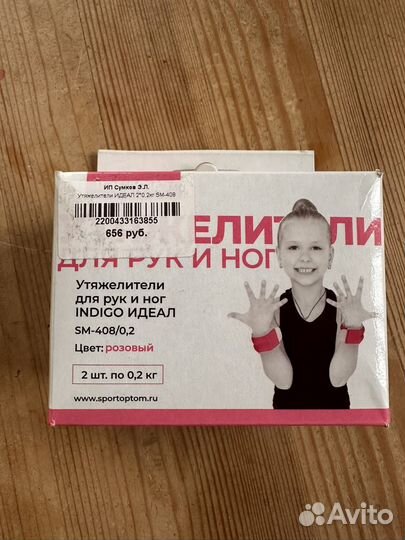 ИП Сумков Э.Л.
Утяжелители ИДЕАЛ 2*0,2кг SM-408
2200433163855
656 руб.
ЕЛИТЕЛИ
ДЛЯ РУК И НОГ
Утяжелители
для рук и ног
INDIGO ИДЕАЛ
SM-408/0,2
Цвет: розовый
2 шт. по 0,2 кг
www.sportoptom.ru
Avito